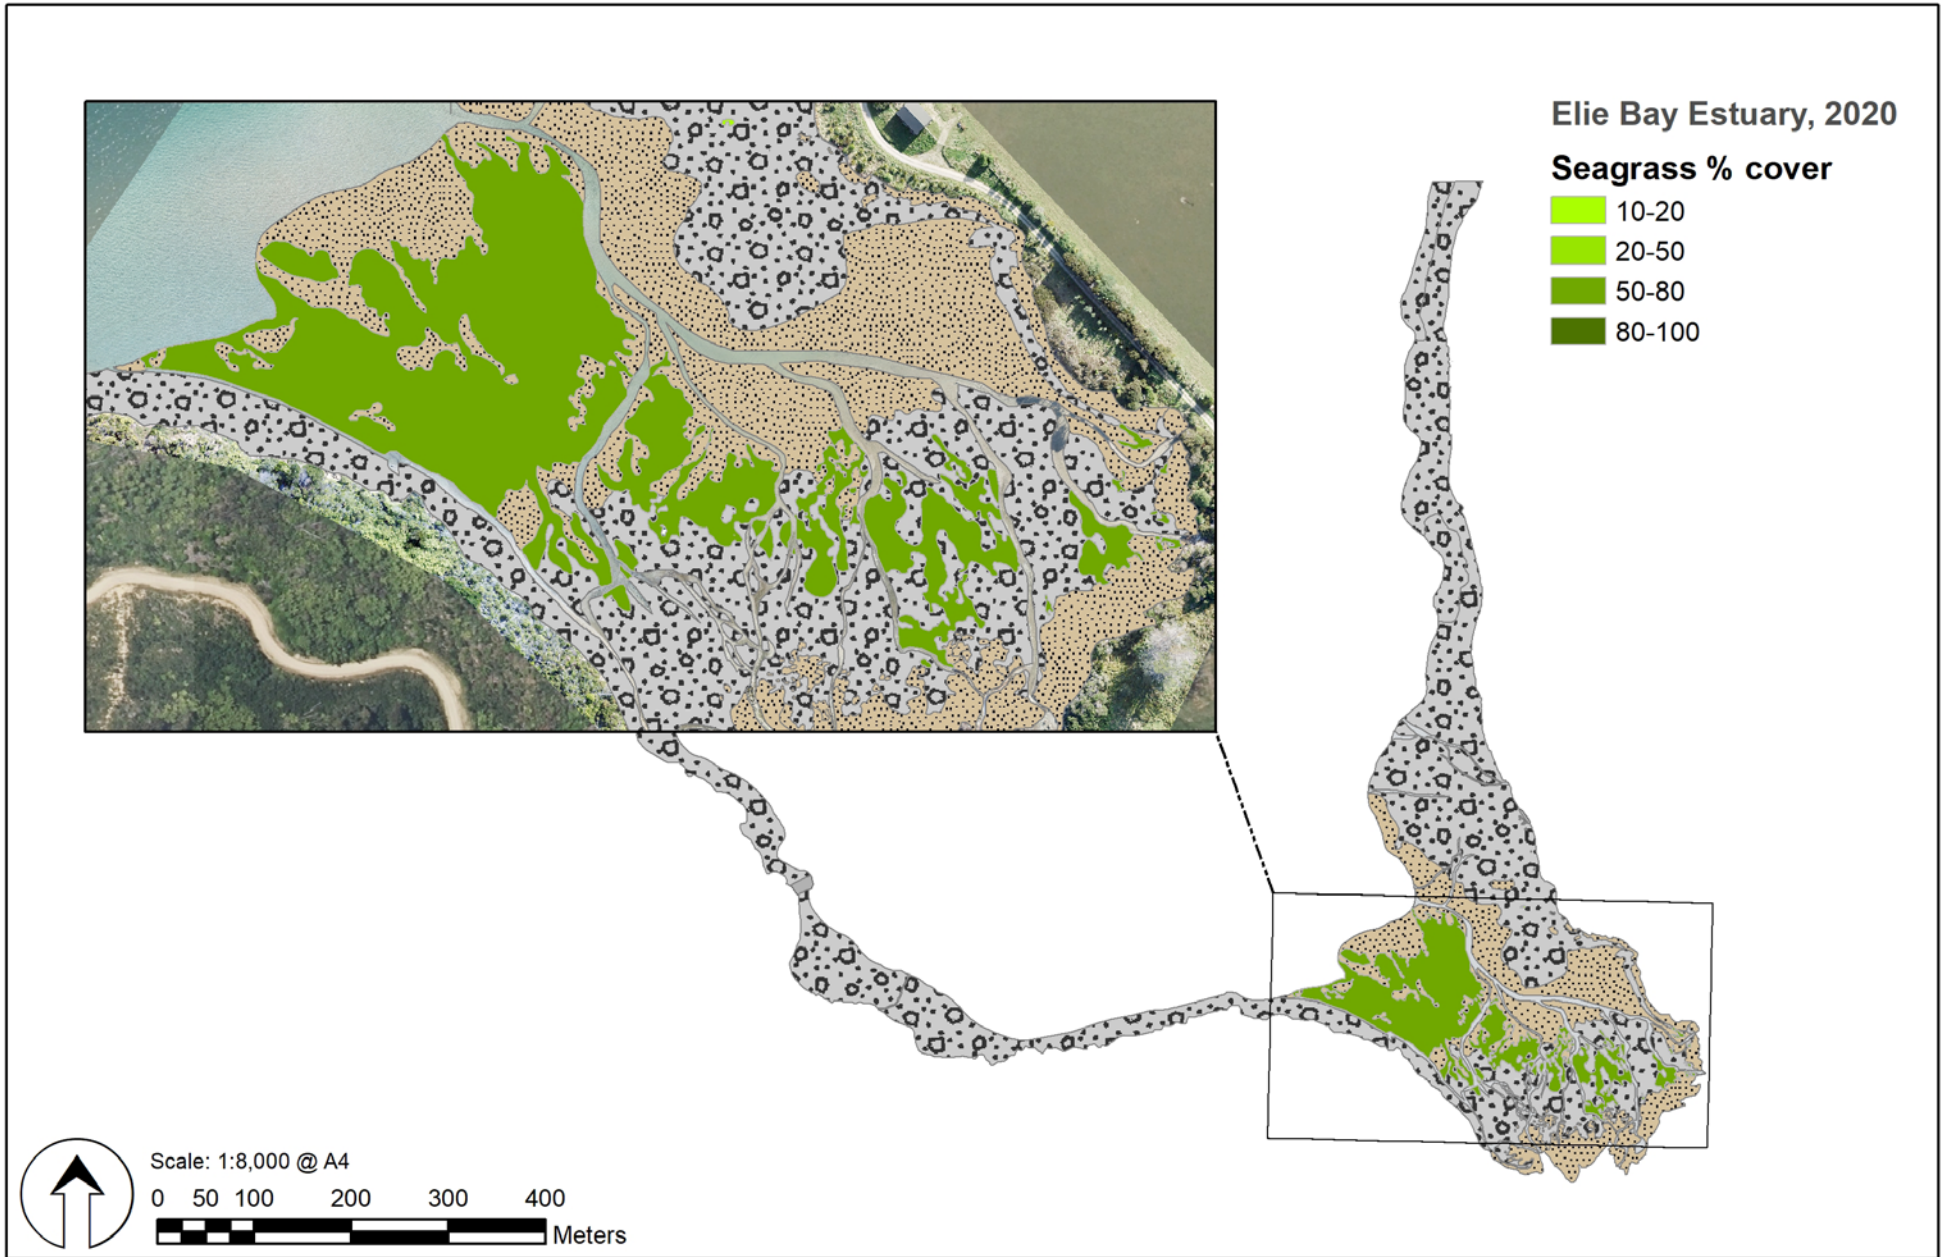 Elie Bay Estuary, 2020
Seagrass % cover
10-20
20-50
50-80
80-100
Scale: 1:8,000 @ A4
0 50 100 200 300 400
Meters